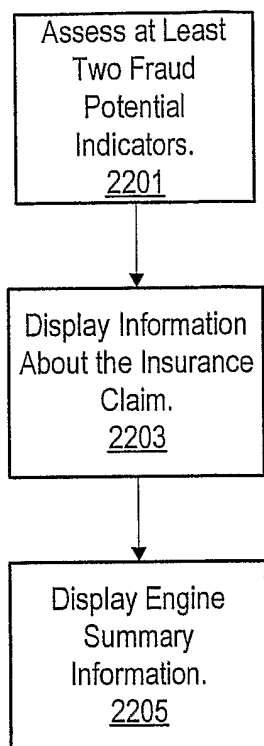 Assess at Least
Two Fraud
Potential
Indicators.
2201
Display Information
About the Insurance
Claim.
2203
Display Engine
Summary
Information.
2205